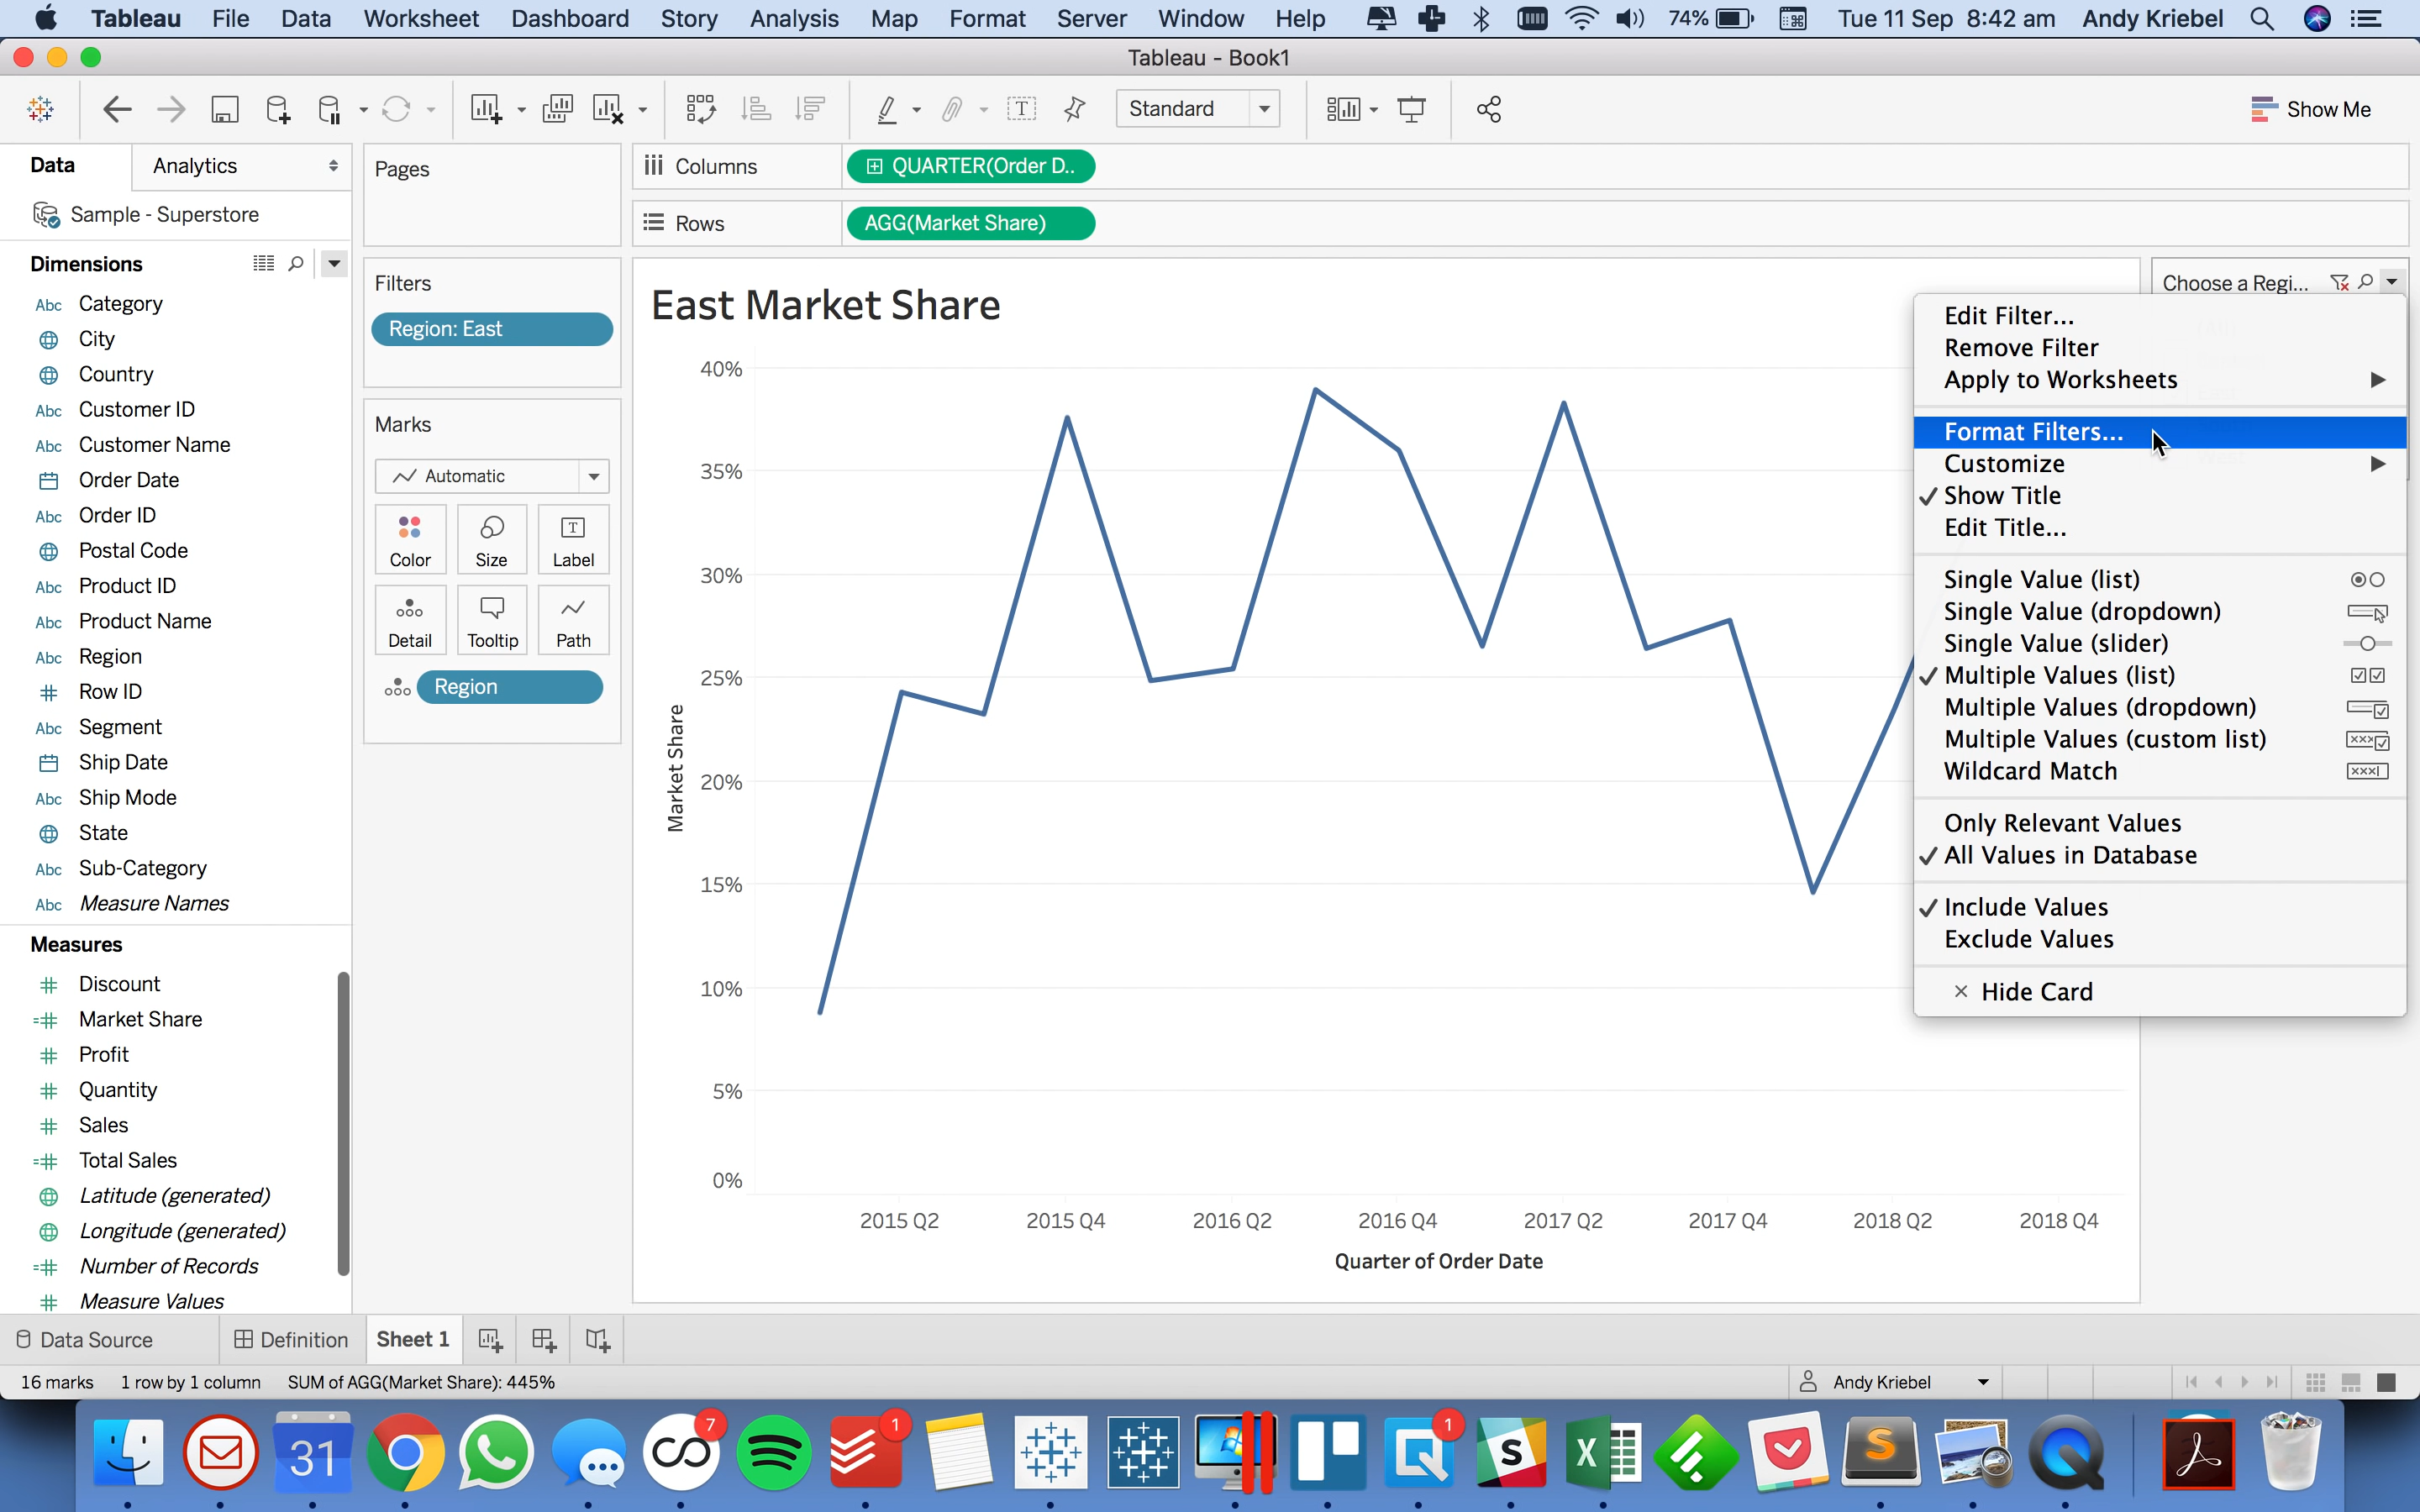 Tableau File Data Worksheet Dashboard Story Analysis Map Format Server Window Help 74% Tue 11 Sep 8:42 am Andy Kriebel
Tableau - Book1
Standard Show Me
Data Analytics
Sample - Superstore
Dimensions
Abc Category
City
Country
Abc Customer ID
Abc Customer Name
Order Date
Abc Order ID
Postal Code
Abc Product ID
Abc Product Name
Abc Region
Row ID
Abc Segment
Ship Date
Abc Ship Mode
State
Abc Sub-Category
Abc Measure Names
Measures
Discount
Market Share
Profit
Quantity
Sales
Total Sales
Latitude (generated)
Longitude (generated)
Number of Records
Measure Values
Pages
Filters
Region: East
Marks
Automatic
Color Size Label
Detail Tooltip Path
Region
Columns QUARTER(Order D..
Rows AGG(Market Share)
East Market Share
40%
35%
30%
25%
20%
15%
10%
5%
0%
Market Share
2015 Q2 2015 Q4 2016 Q2 2016 Q4 2017 Q2 2017 Q4 2018 Q2 2018 Q4
Quarter of Order Date
Choose a Regi...
Edit Filter...
Remove Filter
Apply to Worksheets
Format Filters...
Customize
Show Title
Edit Title...
Single Value (list)
Single Value (dropdown)
Single Value (slider)
Multiple Values (list)
Multiple Values (dropdown)
Multiple Values (custom list)
Wildcard Match
Only Relevant Values
All Values in Database
Include Values
Exclude Values
Hide Card
Data Source Definition Sheet 1
16 marks 1 row by 1 column SUM of AGG(Market Share): 445% Andy Kriebel
31 7 1 1